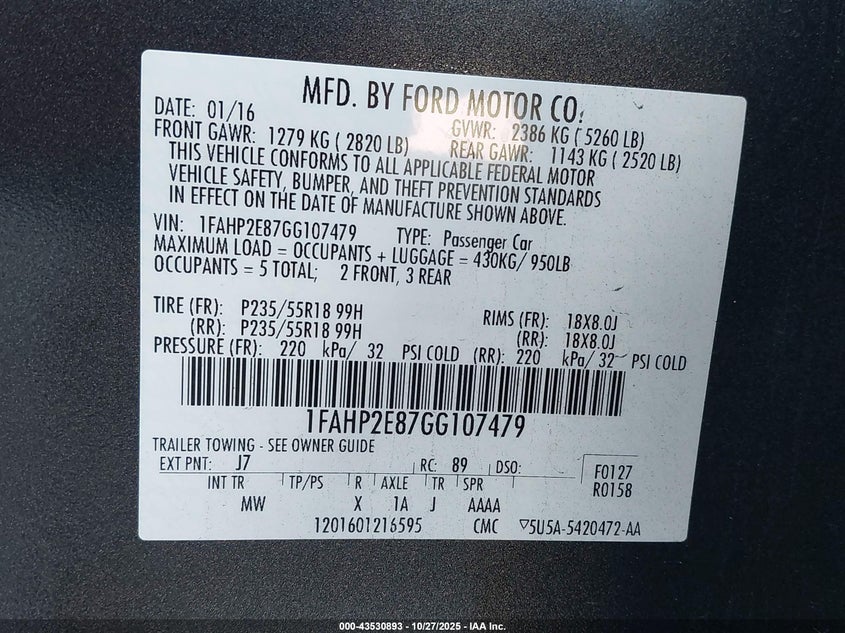 MFD. BY FORD MOTOR CO.
DATE: 01/16 GVWR: 2386 KG ( 5260 LB)
FRONT GAWR: 1279 KG ( 2820 LB) REAR GAWR: 1143 KG ( 2520 LB)
THIS VEHICLE CONFORMS TO ALL APPLICABLE FEDERAL MOTOR
VEHICLE SAFETY, BUMPER, AND THEFT PREVENTION STANDARDS
IN EFFECT ON THE DATE OF MANUFACTURE SHOWN ABOVE.
VIN: 1FAHP2E87GG107479 TYPE: Passenger Car
MAXIMUM LOAD = OCCUPANTS + LUGGAGE = 430KG/ 950LB
OCCUPANTS = 5 TOTAL; 2 FRONT, 3 REAR
TIRE (FR): P235/55R18 99H RIMS (FR): 18X8.0J
(RR): P235/55R18 99H (RR): 18X8.0J
PRESSURE (FR): 220 kPa/ 32 PSI COLD (RR): 220 kPa/ 32 PSI COLD
1FAHP2E87GG107479
TRAILER TOWING - SEE OWNER GUIDE
EXT PNT: J7 RC: 89 DSO: F0127
INT TR TP/PS R AXLE TR SPR R0158
MW X 1A J AAAA
1201601216595 CMC ▽5U5A-5420472-AA
000-43530893 - 10/27/2025 - IAA Inc.